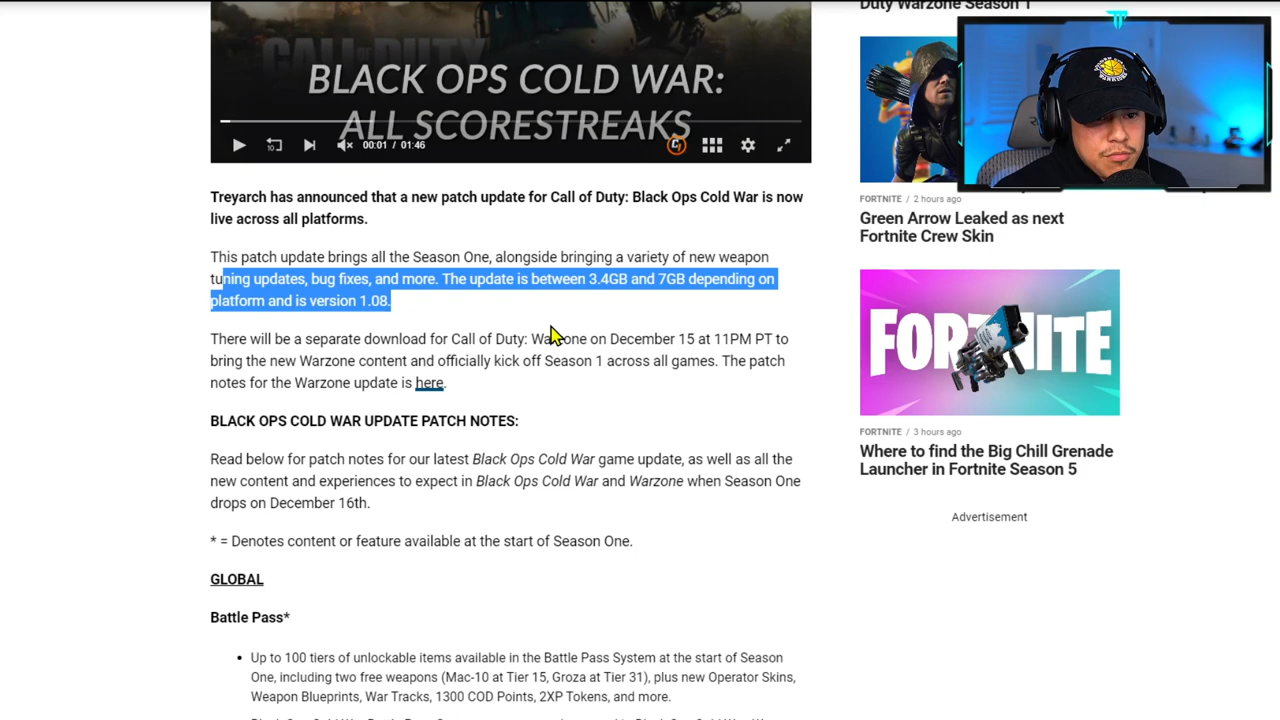 Duty Warzone Season 1
CALL OF DUTY
BLACK OPS COLD WAR:
ALL SCORESTREAKS
10
00:01 / 01:46
WARRIORS
Treyarch has announced that a new patch update for Call of Duty: Black Ops Cold War is now
live across all platforms.
This patch update brings all the Season One, alongside bringing a variety of new weapon
tuning updates, bug fixes, and more. The update is between 3.4GB and 7GB depending on
platform and is version 1.08.
There will be a separate download for Call of Duty: Warzone on December 15 at 11PM PT to
bring the new Warzone content and officially kick off Season 1 across all games. The patch
notes for the Warzone update is here.
BLACK OPS COLD WAR UPDATE PATCH NOTES:
Read below for patch notes for our latest Black Ops Cold War game update, as well as all the
new content and experiences to expect in Black Ops Cold War and Warzone when Season One
drops on December 16th.
* = Denotes content or feature available at the start of Season One.
GLOBAL
Battle Pass*
• Up to 100 tiers of unlockable items available in the Battle Pass System at the start of Season
One, including two free weapons (Mac-10 at Tier 15, Groza at Tier 31), plus new Operator Skins,
Weapon Blueprints, War Tracks, 1300 COD Points, 2XP Tokens, and more.
FORTNITE / 2 hours ago
Green Arrow Leaked as next
Fortnite Crew Skin
FORTNITE
FORTNITE / 3 hours ago
Where to find the Big Chill Grenade
Launcher in Fortnite Season 5
Advertisement